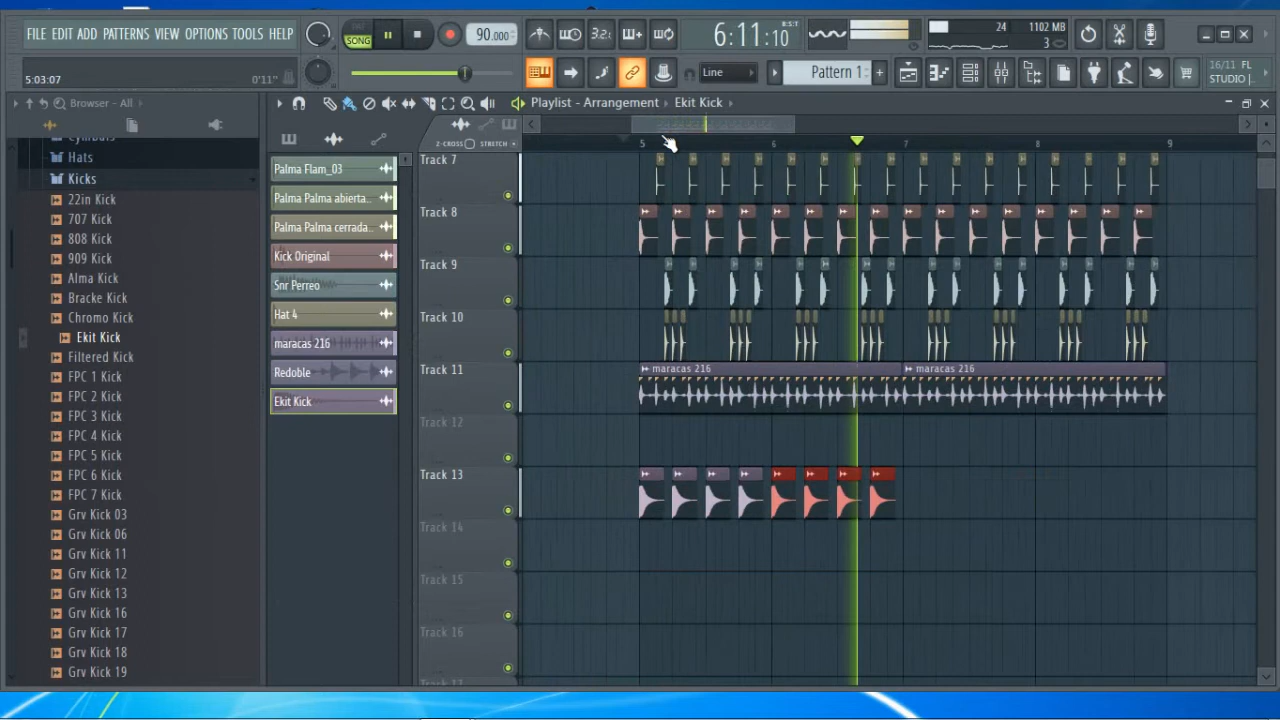 FILE EDIT ADD PATTERNS VIEW OPTIONS TOOLS HELP
PAT
SONG
90.000
3.2.
6:11:10
B:S:T
24
1102 MB
3
5:03:07
0'11"
Line
Pattern 1
16/11 FL
STUDIO |..
Browser - All
Playlist - Arrangement
Ekit Kick
Cymbals
Hats
Kicks
22in Kick
707 Kick
808 Kick
909 Kick
Alma Kick
Bracke Kick
Chromo Kick
Ekit Kick
Filtered Kick
FPC 1 Kick
FPC 2 Kick
FPC 3 Kick
FPC 4 Kick
FPC 5 Kick
FPC 6 Kick
FPC 7 Kick
Grv Kick 03
Grv Kick 06
Grv Kick 11
Grv Kick 12
Grv Kick 13
Grv Kick 16
Grv Kick 17
Grv Kick 18
Grv Kick 19
Palma Flam_03
Palma Palma abierta..
Palma Palma cerrada..
Kick Original
Snr Perreo
Hat 4
maracas 216
Redoble
Ekit Kick
Z-CROSS
STRETCH
5
6
7
8
9
Track 7
Track 8
Track 9
Track 10
Track 11
maracas 216
maracas 216
Track 12
Track 13
Track 14
Track 15
Track 16